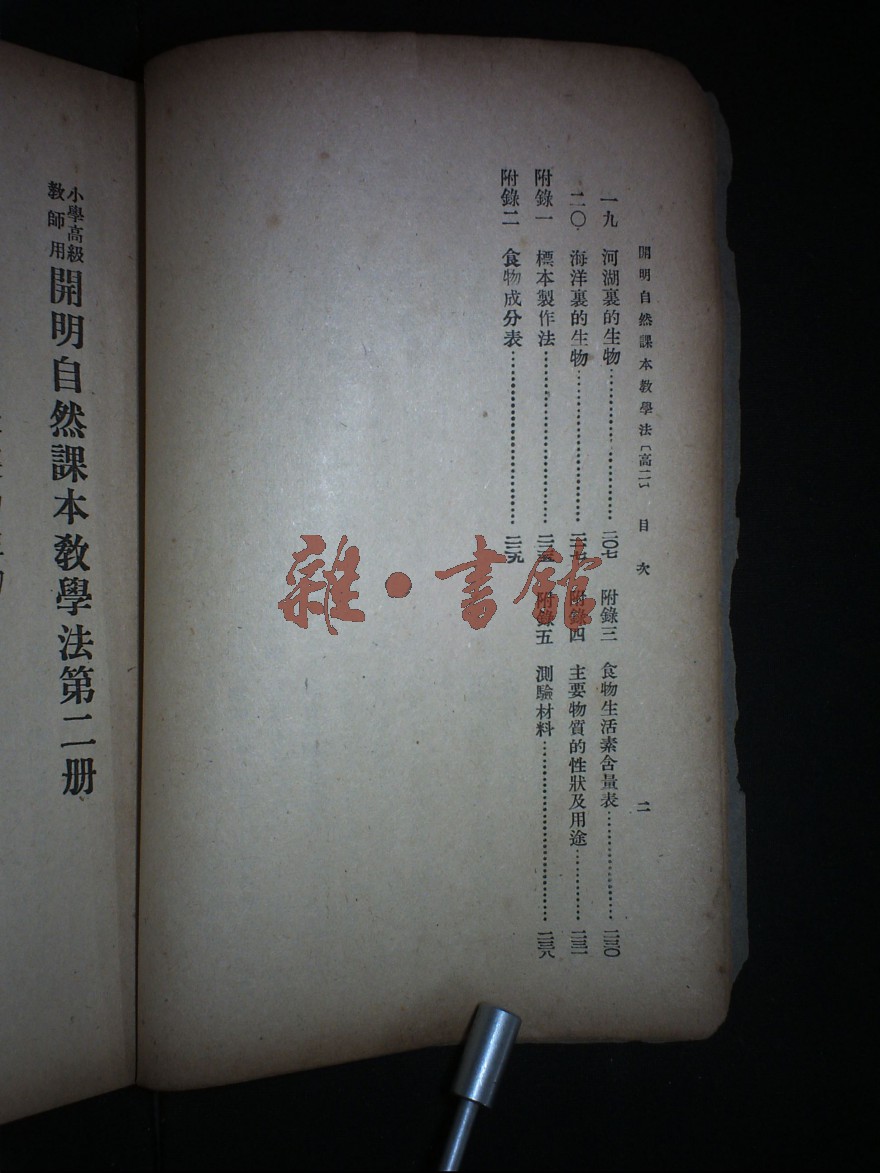 開明自然課本教學法〔高二〕 目次 二
一九 河湖裏的生物…………………二〇七
二〇 海洋裏的生物…………………
附錄一 標本製作法…………………
附錄二 食物成分表…………………二二九
附錄三 食物生活素含量表…………………二三〇
附錄四 主要物質的性狀及用途…………………二三一
附錄五 測驗材料…………………二三八
小學高級
教師用
開明自然課本教學法第二册
雜·書館